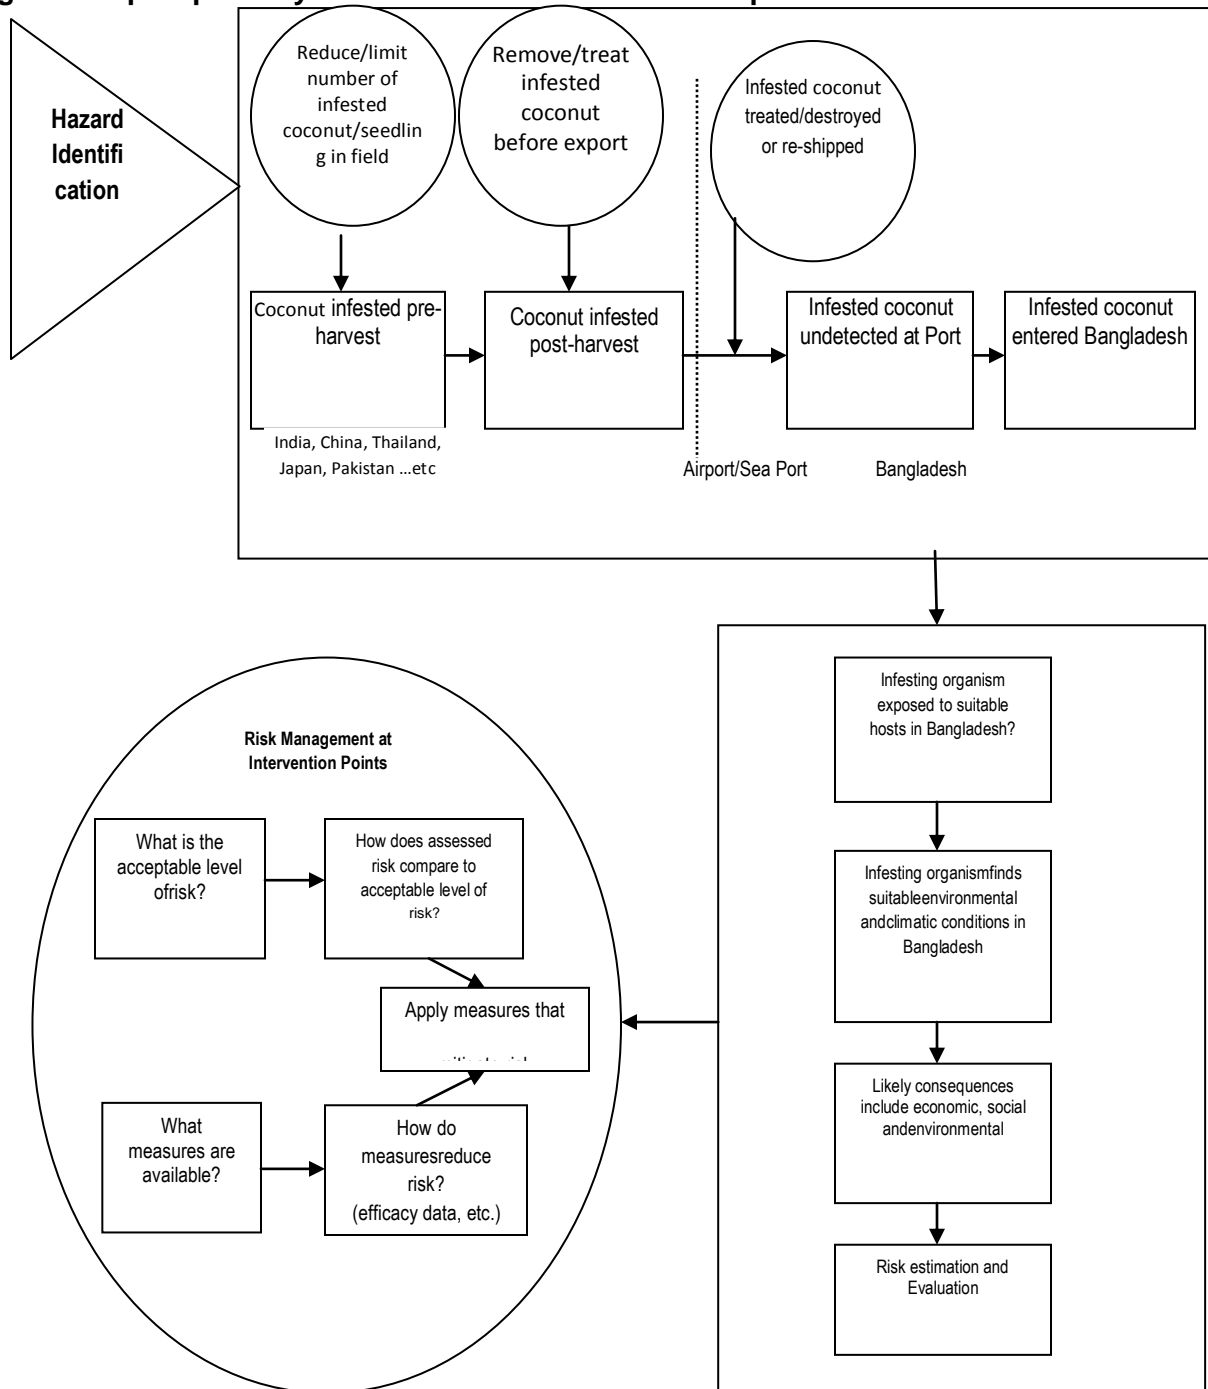 Hazard
Identifi
cation
Reduce/limit
number of
infested
coconut/seedlin
g in field
Remove/treat
infested
coconut
before export
Infested coconut
treated/destroyed
or re-shipped
Coconut infested pre-
harvest
Coconut infested
post-harvest
Infested coconut
undetected at Port
Infested coconut
entered Bangladesh
India, China, Thailand,
Japan, Pakistan ...etc
Airport/Sea Port
Bangladesh
Infesting organism
exposed to suitable
hosts in Bangladesh?
Infesting organismfinds
suitableenvironmental
andclimatic conditions in
Bangladesh
Likely consequences
include economic, social
andenvironmental
Risk estimation and
Evaluation
Risk Management at
Intervention Points
What is the
acceptable level
ofrisk?
How does assessed
risk compare to
acceptable level of
risk?
Apply measures that
What
measures are
available?
How do
measuresreduce
risk?
(efficacy data, etc.)